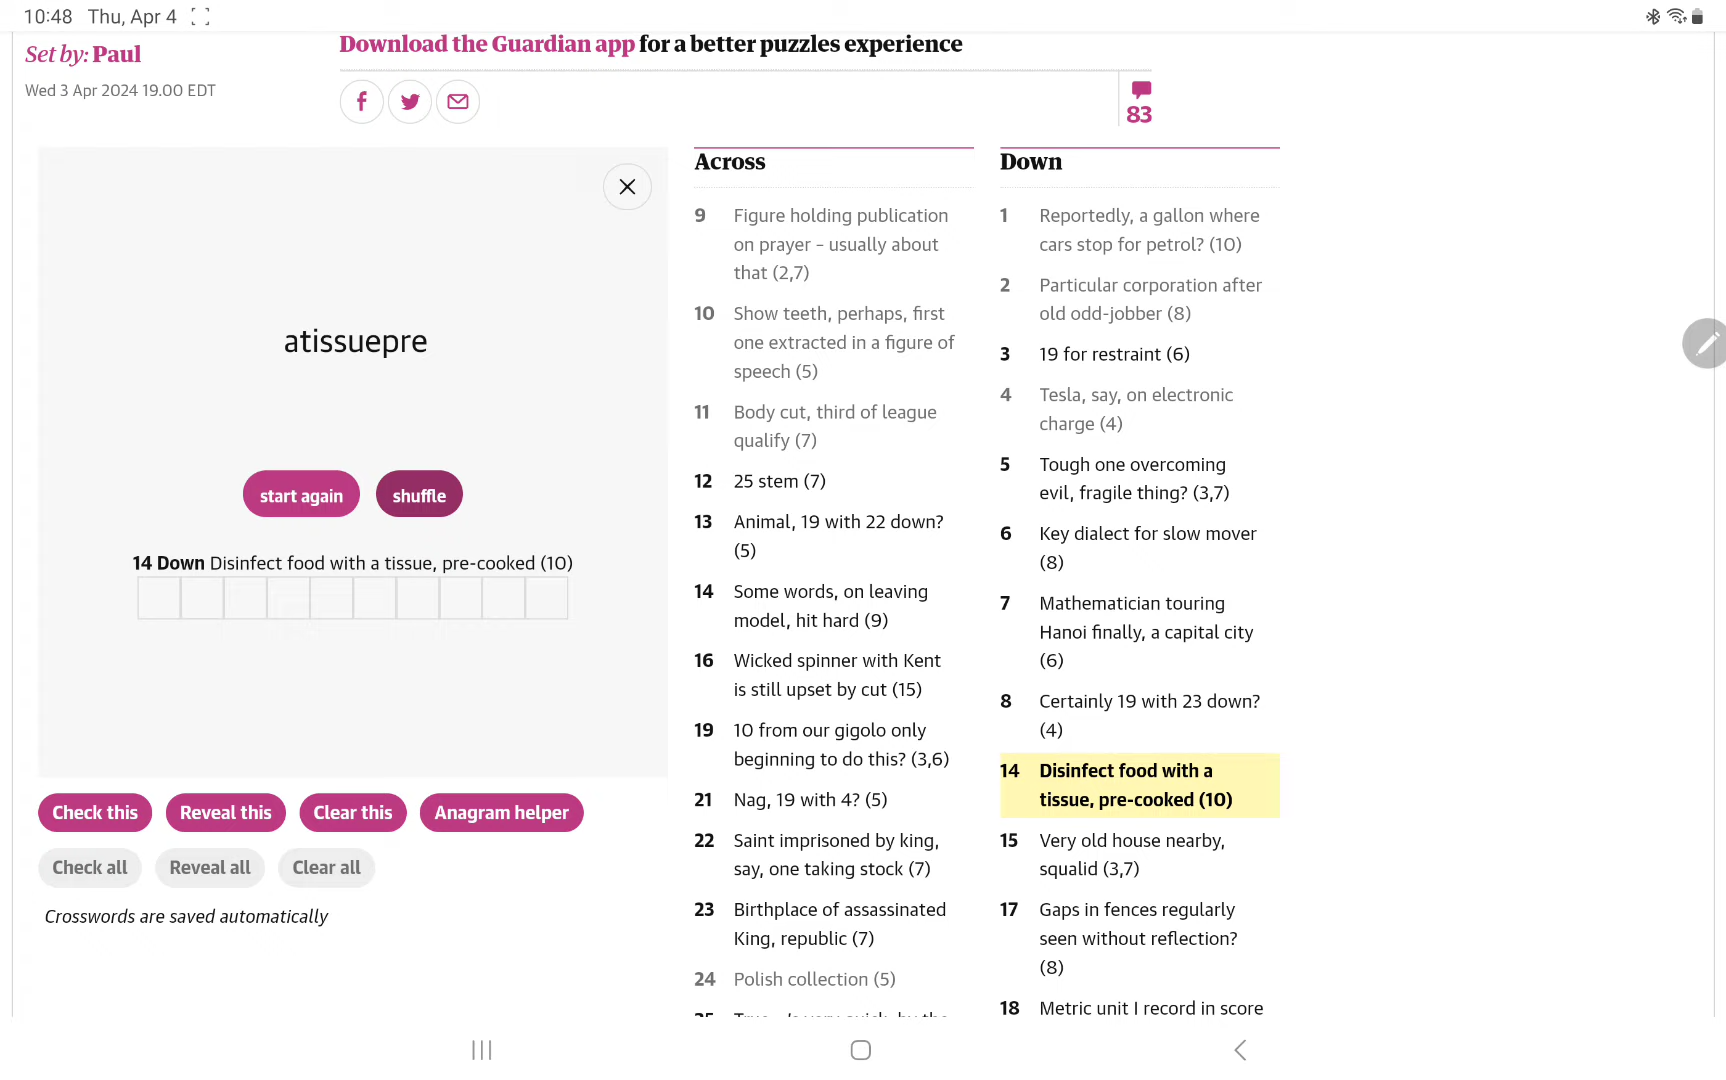 10:48 Thu, Apr 4
Set by: Paul
Wed 3 Apr 2024 19.00 EDT
Download the Guardian app for a better puzzles experience
83
atissuepre
start again
shuffle
14 Down Disinfect food with a tissue, pre-cooked (10)
Check this
Reveal this
Clear this
Anagram helper
Check all
Reveal all
Clear all
Crosswords are saved automatically
Across
9 Figure holding publication
on prayer – usually about
that (2,7)
10 Show teeth, perhaps, first
one extracted in a figure of
speech (5)
11 Body cut, third of league
qualify (7)
12 25 stem (7)
13 Animal, 19 with 22 down?
(5)
14 Some words, on leaving
model, hit hard (9)
16 Wicked spinner with Kent
is still upset by cut (15)
19 10 from our gigolo only
beginning to do this? (3,6)
21 Nag, 19 with 4? (5)
22 Saint imprisoned by king,
say, one taking stock (7)
23 Birthplace of assassinated
King, republic (7)
24 Polish collection (5)
Down
1 Reportedly, a gallon where
cars stop for petrol? (10)
2 Particular corporation after
old odd-jobber (8)
3 19 for restraint (6)
4 Tesla, say, on electronic
charge (4)
5 Tough one overcoming
evil, fragile thing? (3,7)
6 Key dialect for slow mover
(8)
7 Mathematician touring
Hanoi finally, a capital city
(6)
8 Certainly 19 with 23 down?
(4)
14 Disinfect food with a
tissue, pre-cooked (10)
15 Very old house nearby,
squalid (3,7)
17 Gaps in fences regularly
seen without reflection?
(8)
18 Metric unit I record in score